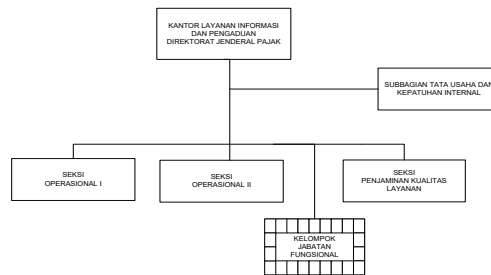 KANTOR LAYANAN INFORMASI
DAN PENGADUAN
DIREKTORAT JENDERAL PAJAK
SUBBAGIAN TATA USAHA DAN
KEPATUHAN INTERNAL
SEKSI
OPERASIONAL I
SEKSI
OPERASIONAL II
SEKSI
PENJAMINAN KUALITAS
LAYANAN
KELOMPOK
JABATAN
FUNGSIONAL